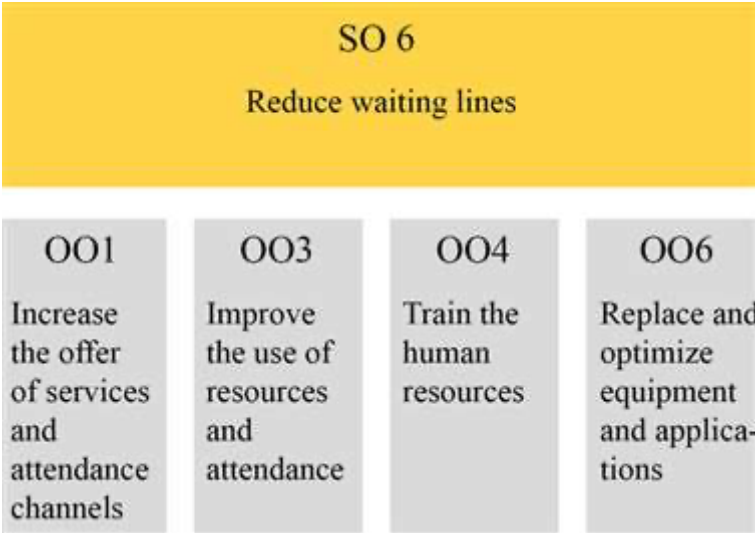 SO 6
Reduce waiting lines
OO1
Increase
the offer
of services
and
attendance
channels
OO3
Improve
the use of
resources
and
attendance
OO4
Train the
human
resources
OO6
Replace and
optimize
equipment
and applica-
tions